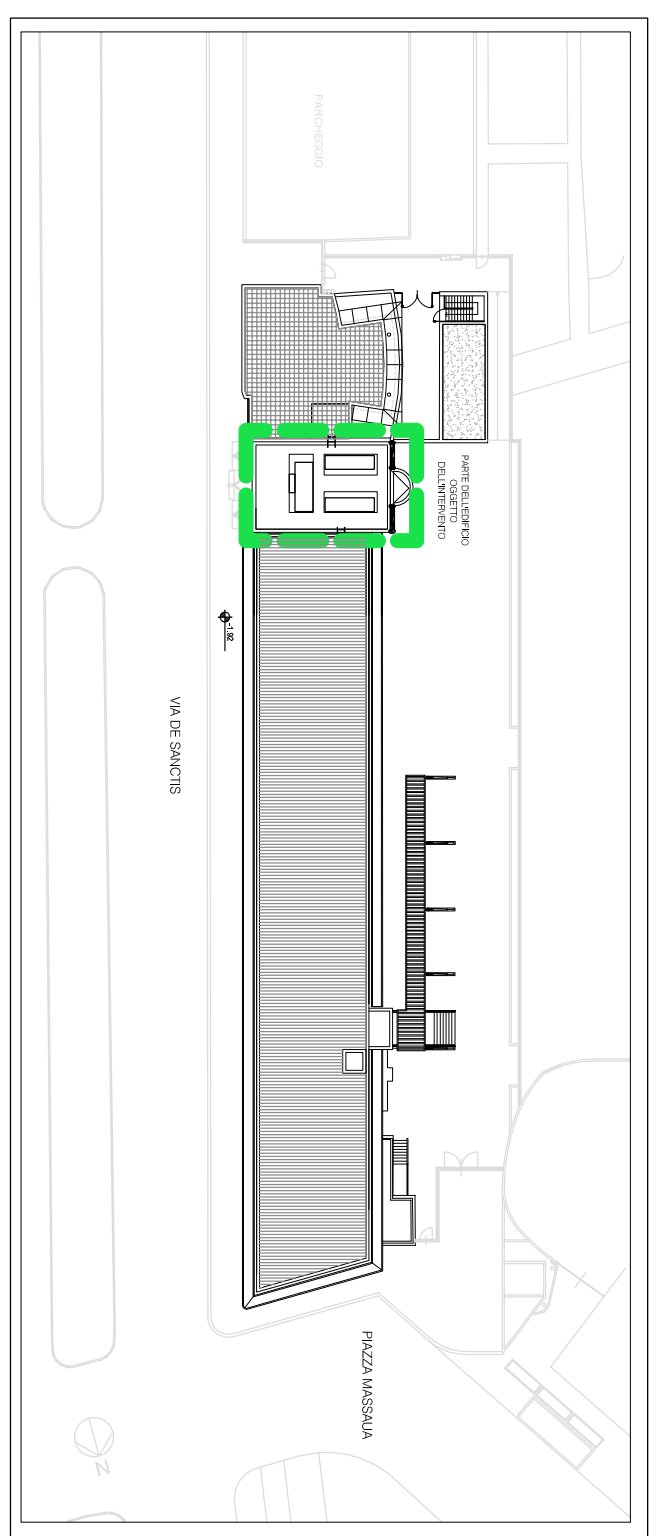 PARCHEGGIO
PARTE DELL'EDIFICIO
OGGETTO
DELL'INTERVENTO
-1.92
VIA DE SANCTIS
PIAZZA MASSAUA
N